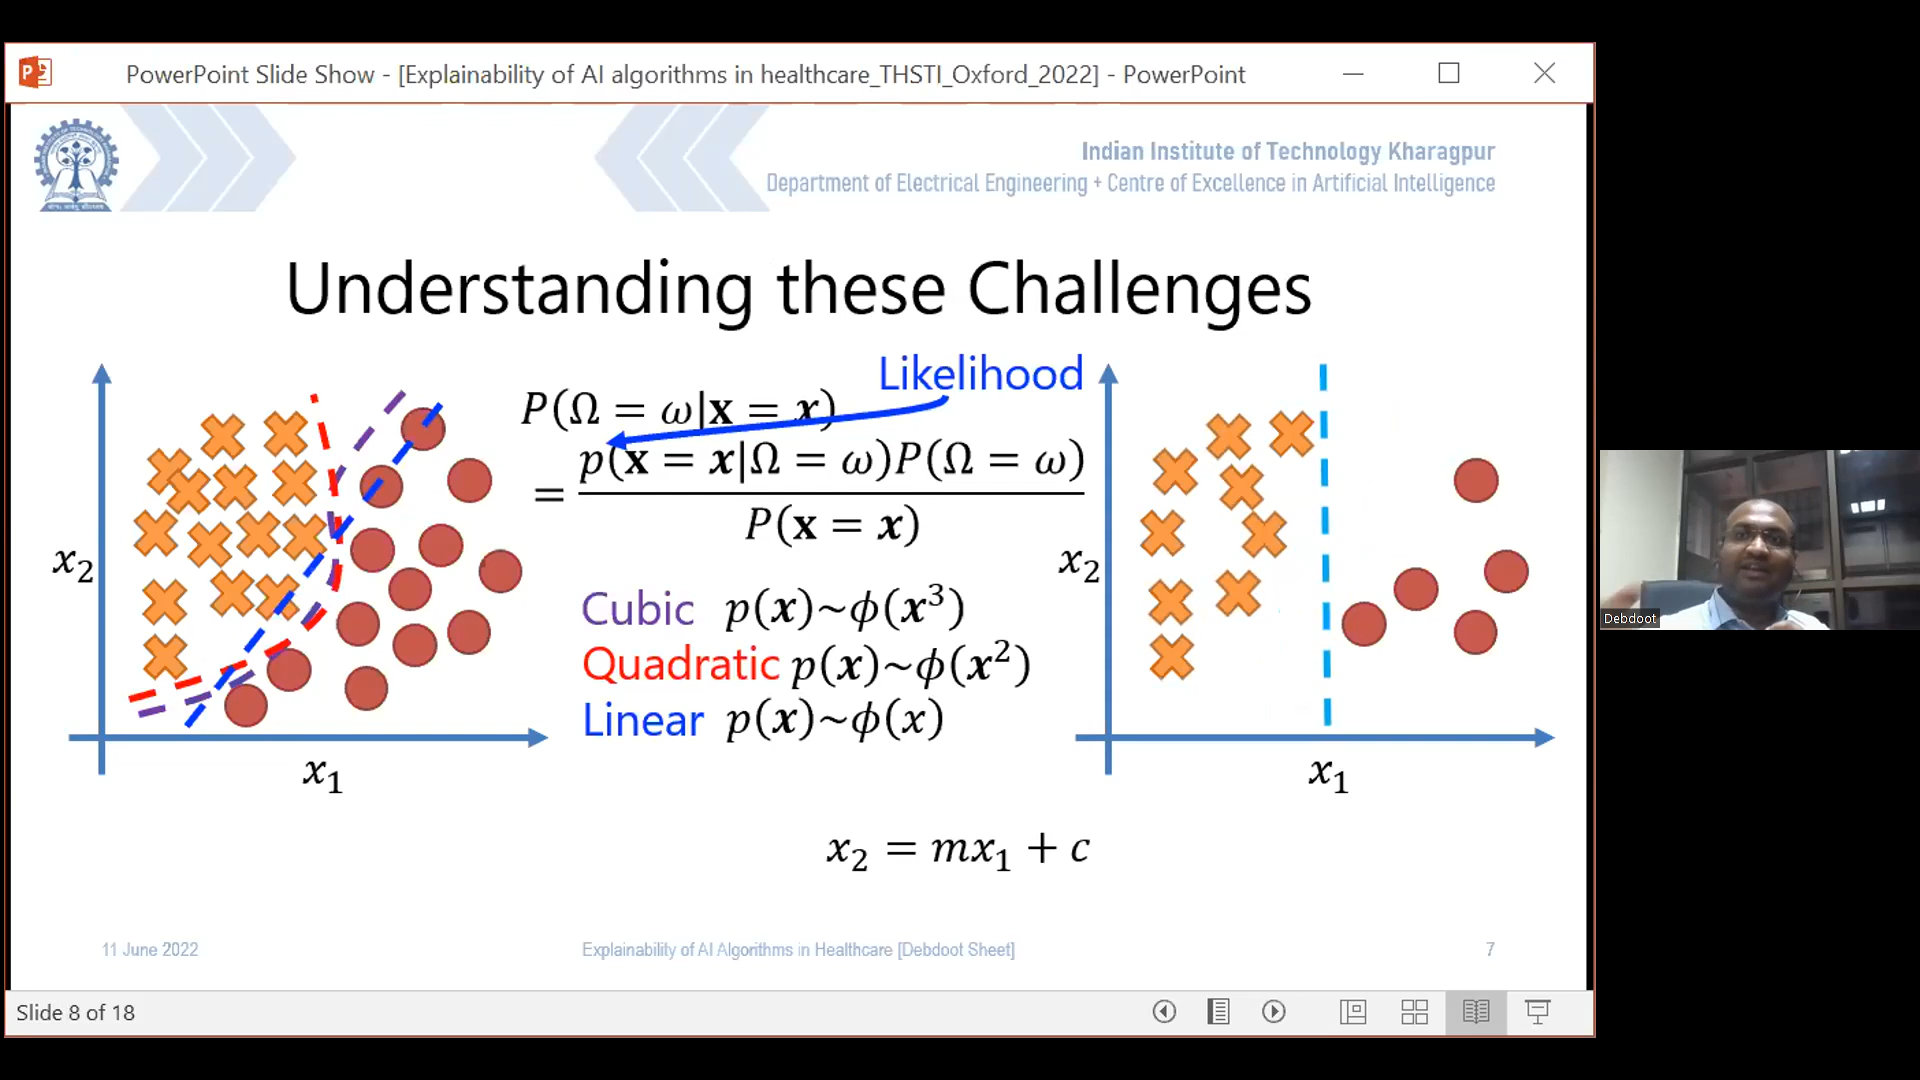 PowerPoint Slide Show - [Explainability of AI algorithms in healthcare_THSTI_Oxford_2022] - PowerPoint
Indian Institute of Technology Kharagpur
Department of Electrical Engineering + Centre of Excellence in Artificial Intelligence
Understanding these Challenges
Likelihood
P(Ω = ω|𝐱 = 𝒙)
= p(𝐱 = 𝒙|Ω = ω)P(Ω = ω)
P(𝐱 = 𝒙)
Cubic p(𝒙)~ϕ(𝒙³)
Quadratic p(𝒙)~ϕ(𝒙²)
Linear p(𝒙)~ϕ(x)
x₂
x₁
x₂
x₁
x₂ = mx₁ + c
Debdoot
11 June 2022
Explainability of AI Algorithms in Healthcare [Debdoot Sheet]
7
Slide 8 of 18